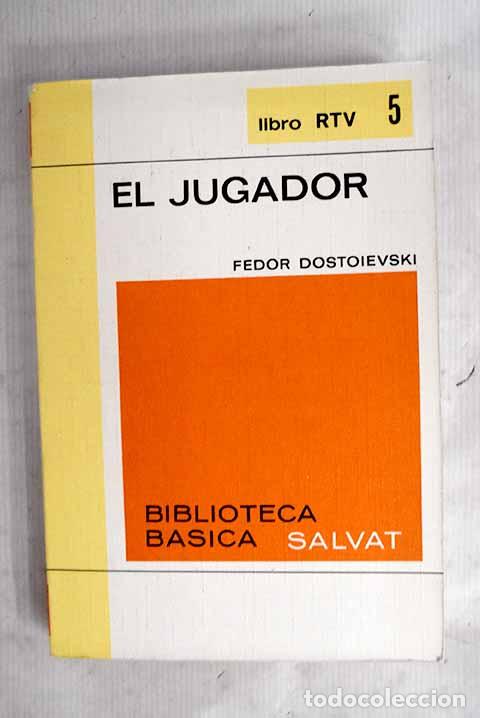 libro RTV 5
EL JUGADOR
FEDOR DOSTOIEVSKI
BIBLIOTECA
BASICA SALVAT
todocoleccion